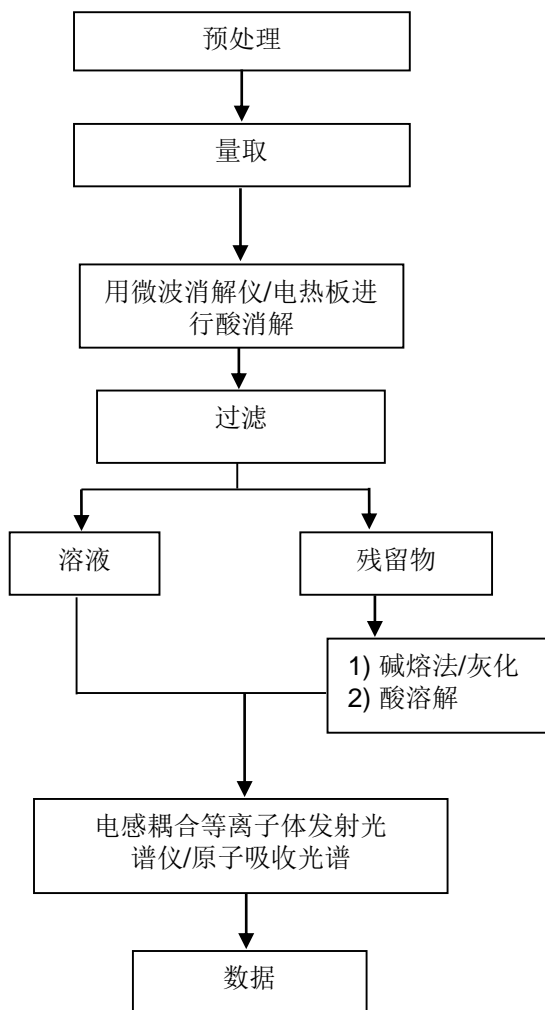 预处理
量取
用微波消解仪/电热板进
行酸消解
过滤
溶液
残留物
1) 碱熔法/灰化
2) 酸溶解
电感耦合等离子体发射光
谱仪/原子吸收光谱
数据